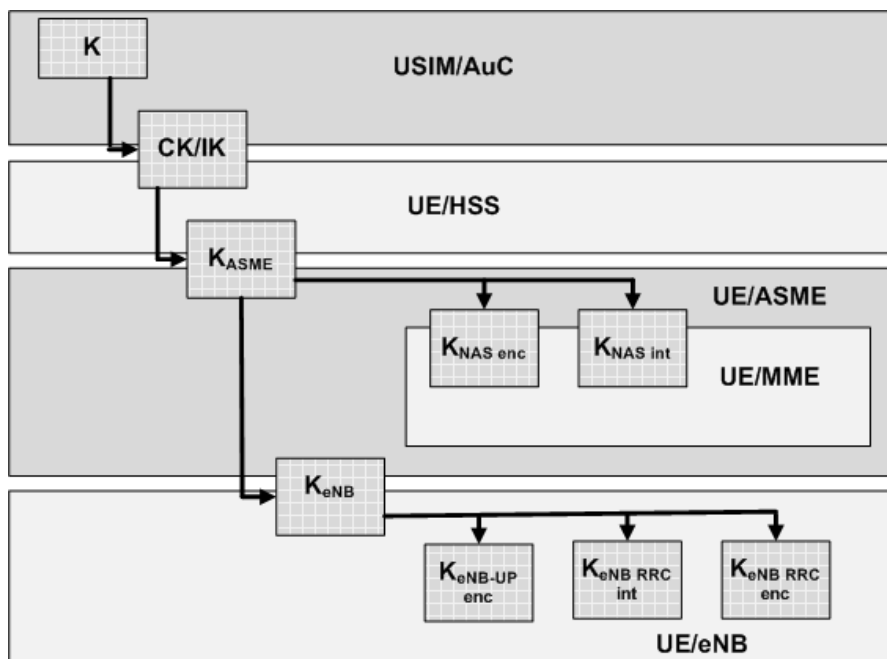 K
USIM/AuC
CK/IK
UE/HSS
KASME
UE/ASME
KNAS enc
KNAS int
UE/MME
KeNB
KeNB-UP
enc
KeNB RRC
int
KeNB RRC
enc
UE/eNB